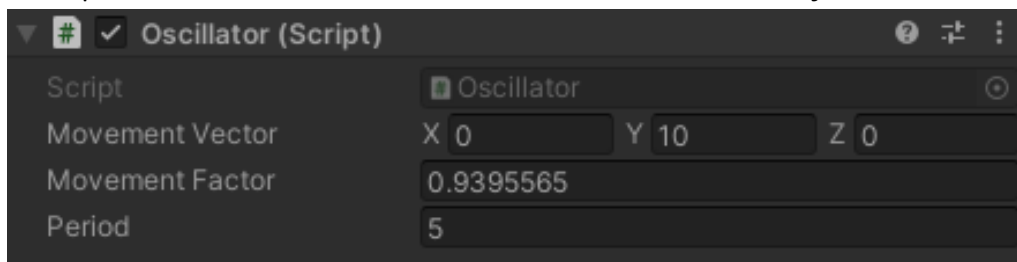 Oscillator (Script)
Script Oscillator
Movement Vector X 0 Y 10 Z 0
Movement Factor 0.9395565
Period 5